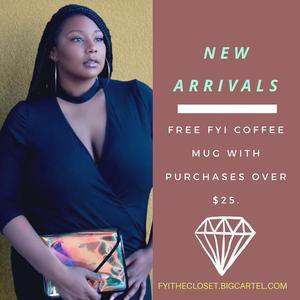 NEW
ARRIVALS
FREE FYI COFFEE
MUG WITH
PURCHASES OVER
$25.
FYITHECLOSET.BIGCARTEL.COM